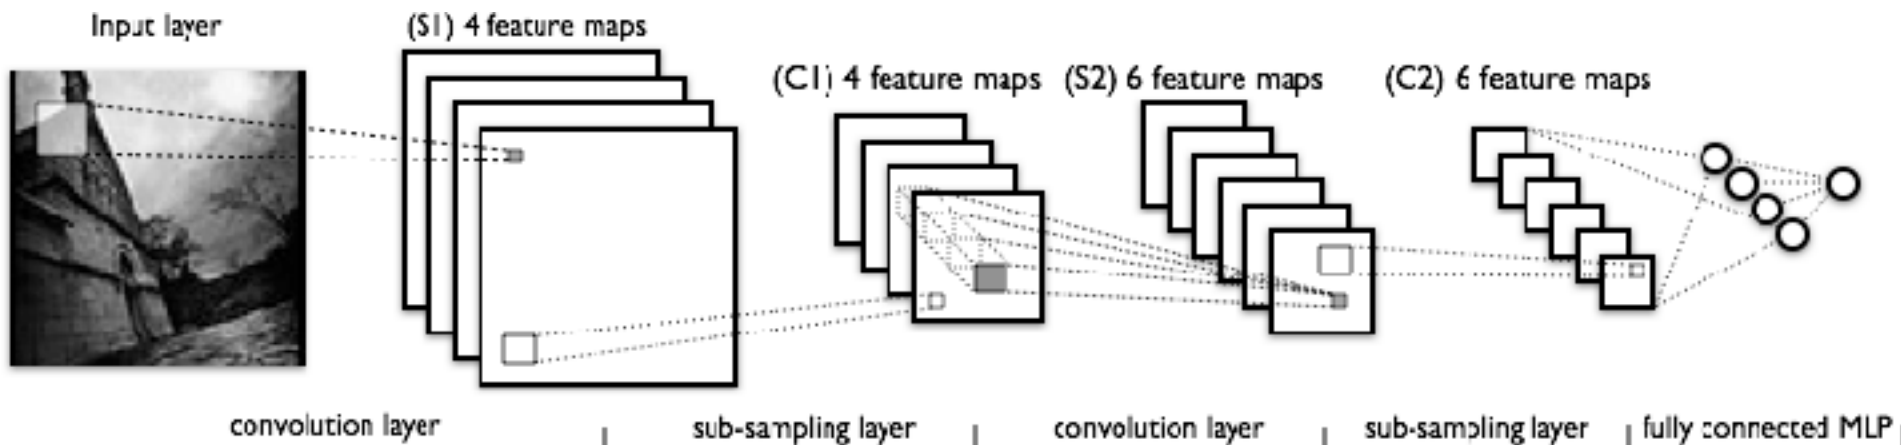 Input layer
(S1) 4 feature maps
(C1) 4 feature maps
(S2) 6 feature maps
(C2) 6 feature maps
convolution layer
sub-sampling layer
convolution layer
sub-sampling layer
fully connected MLP